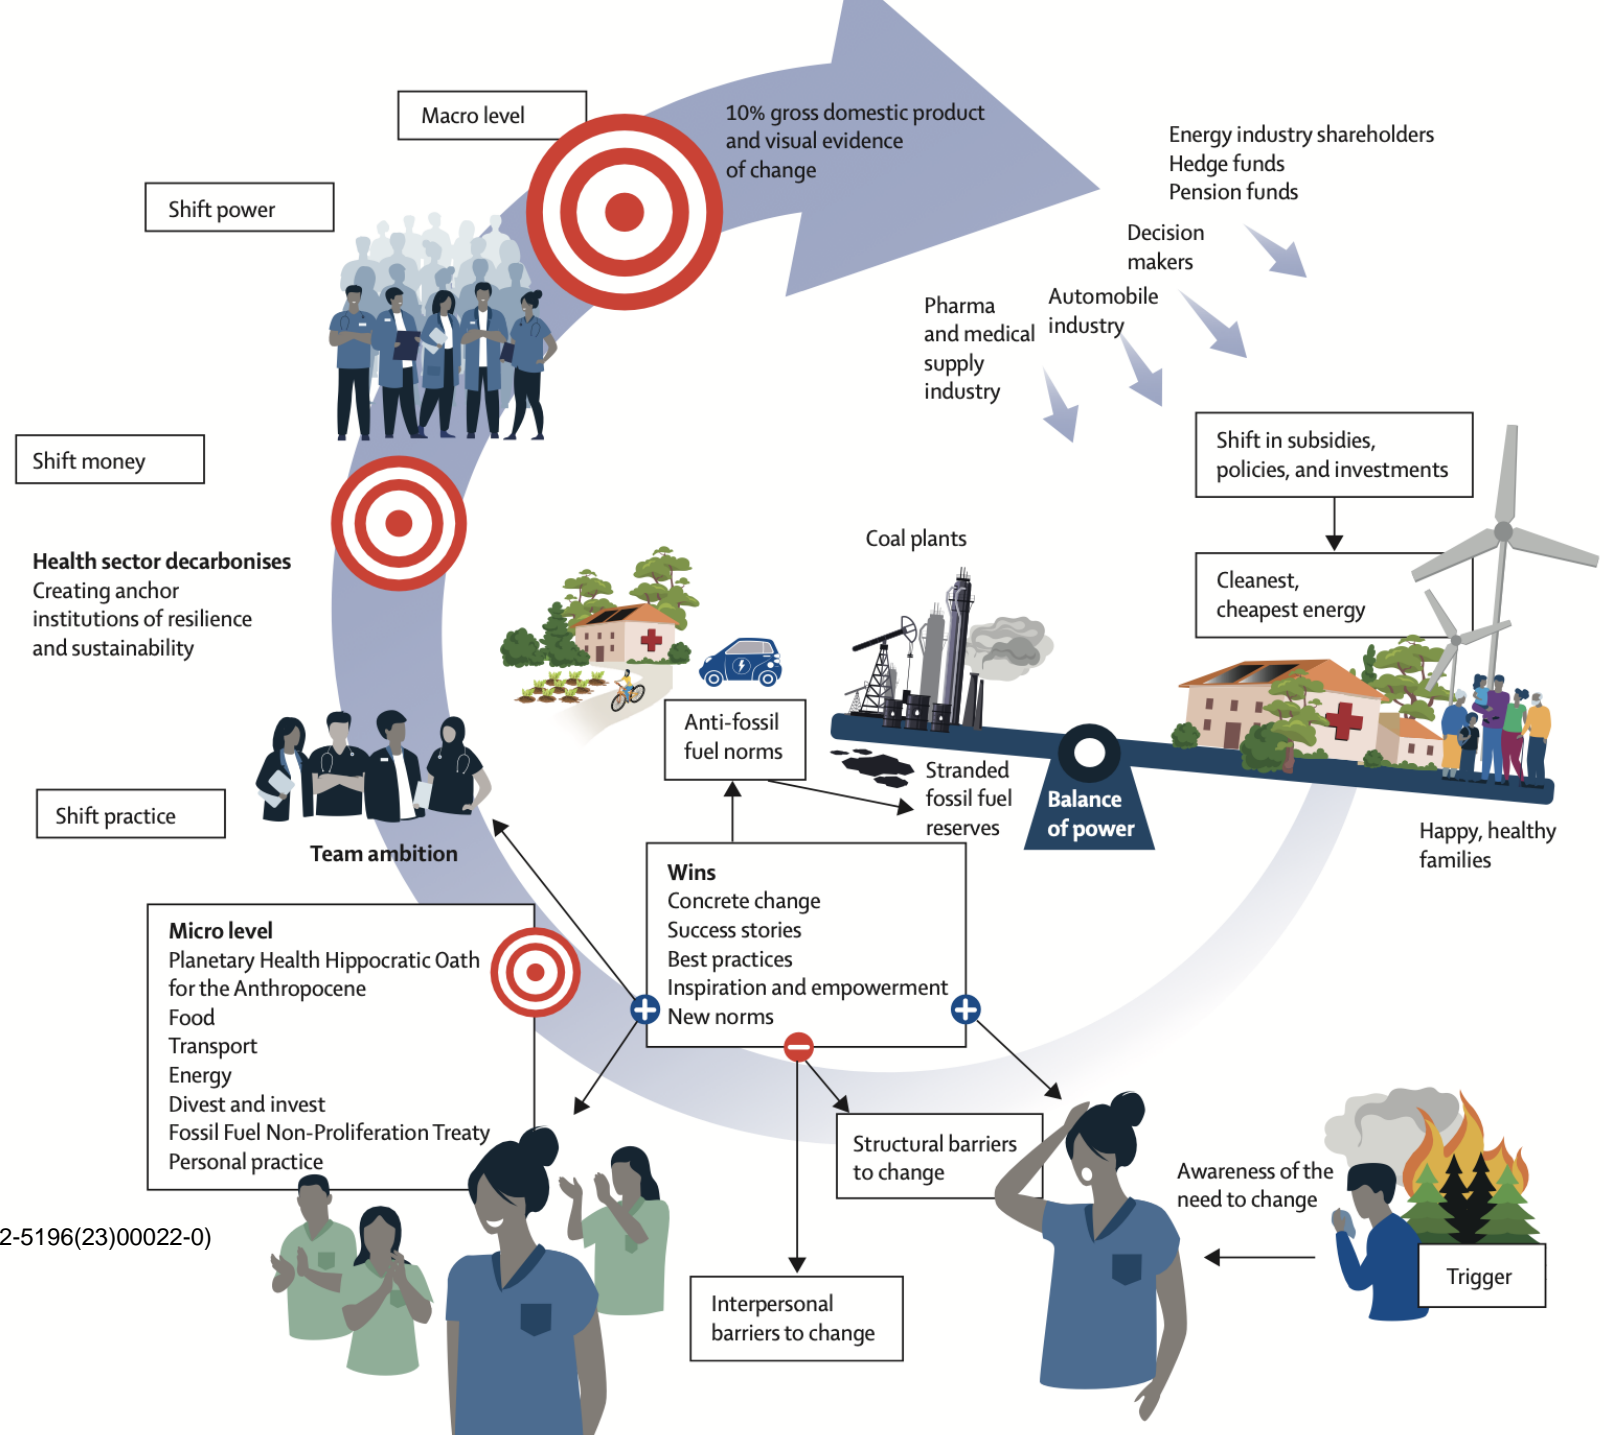 Macro level
10% gross domestic product
and visual evidence
of change
Energy industry shareholders
Hedge funds
Pension funds
Shift power
Decision
makers
Automobile
industry
Pharma
and medical
supply
industry
Shift in subsidies,
policies, and investments
Shift money
Cleanest,
cheapest energy
Coal plants
Health sector decarbonises
Creating anchor
institutions of resilience
and sustainability
Anti-fossil
fuel norms
Stranded
fossil fuel
reserves
Balance
of power
Happy, healthy
families
Shift practice
Team ambition
Wins
Concrete change
Success stories
Best practices
Inspiration and empowerment
New norms
Micro level
Planetary Health Hippocratic Oath
for the Anthropocene
Food
Transport
Energy
Divest and invest
Fossil Fuel Non-Proliferation Treaty
Personal practice
Structural barriers
to change
Awareness of the
need to change
Trigger
2-5196(23)00022-0)
Interpersonal
barriers to change